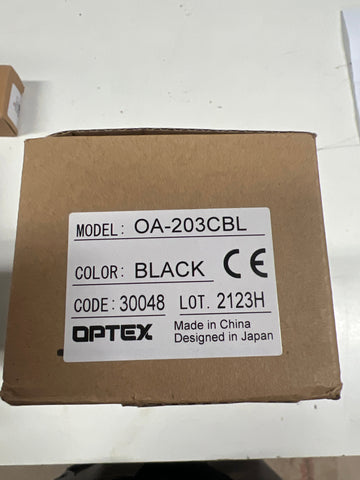 MODEL: OA-203CBL
COLOR: BLACK CE
CODE: 30048 LOT. 2123H
OPTEX Made in China
Designed in Japan